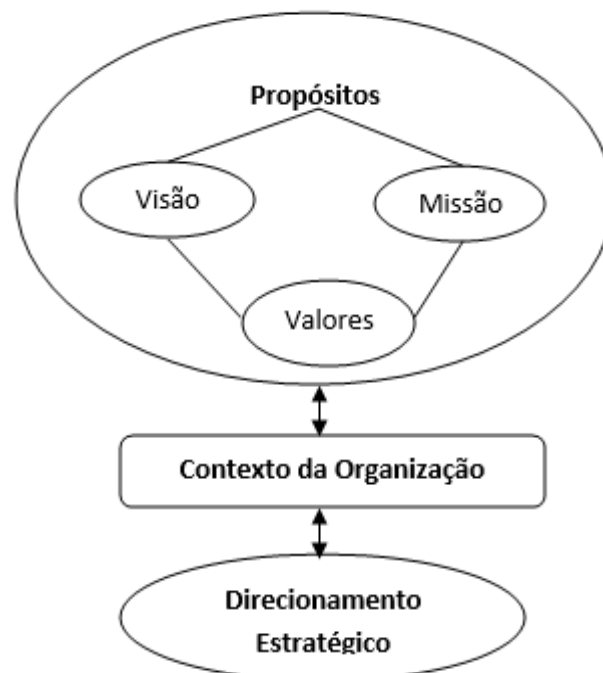 Propósitos
Visão
Missão
Valores
Contexto da Organização
Direcionamento
Estratégico